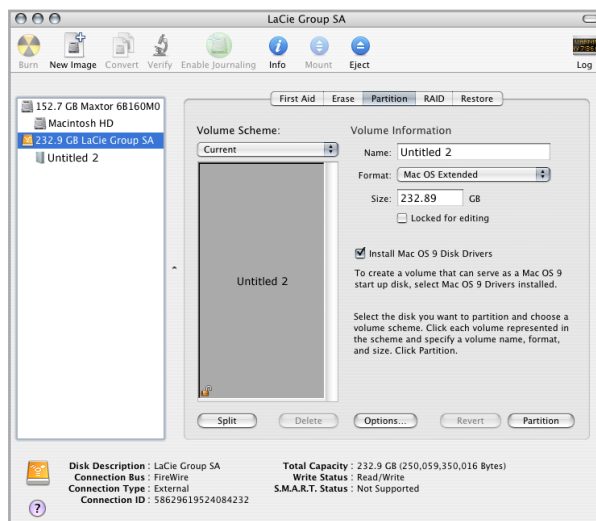 LaCie Group SA
Burn New Image Convert Verify Enable Journaling Info Mount Eject Log
152.7 GB Maxtor 6B160M0
Macintosh HD
232.9 GB LaCie Group SA
Untitled 2
First Aid Erase Partition RAID Restore
Volume Scheme:
Current
Untitled 2
Volume Information
Name: Untitled 2
Format: Mac OS Extended
Size: 232.89 GB
Locked for editing
Install Mac OS 9 Disk Drivers
To create a volume that can serve as a Mac OS 9
start up disk, select Mac OS 9 Drivers installed.
Select the disk you want to partition and choose a
volume scheme. Click each volume represented in
the scheme and specify a volume name, format,
and size. Click Partition.
Split Delete Options... Revert Partition
Disk Description : LaCie Group SA
Connection Bus : FireWire
Connection Type : External
Connection ID : 58629619524084232
Total Capacity : 232.9 GB (250,059,350,016 Bytes)
Write Status : Read/Write
S.M.A.R.T. Status : Not Supported
?